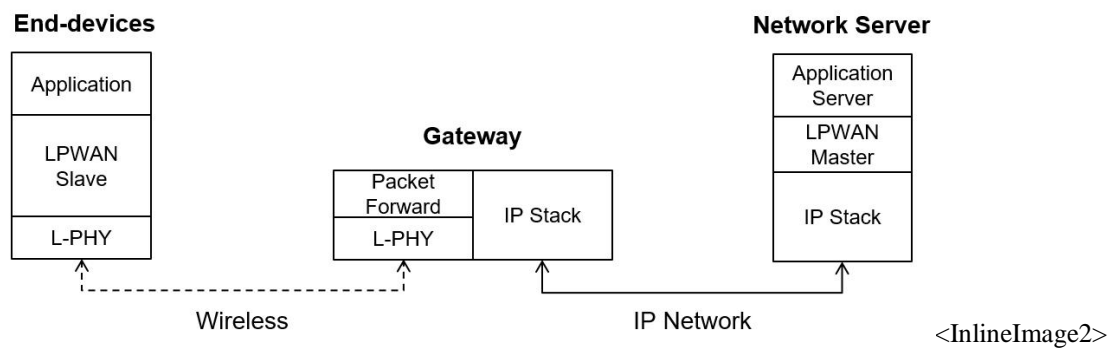 End-devices
Application
LPWAN
Slave
L-PHY
Wireless
Gateway
Packet
Forward
L-PHY
IP Stack
IP Network
Network Server
Application
Server
LPWAN
Master
IP Stack
<InlineImage2>